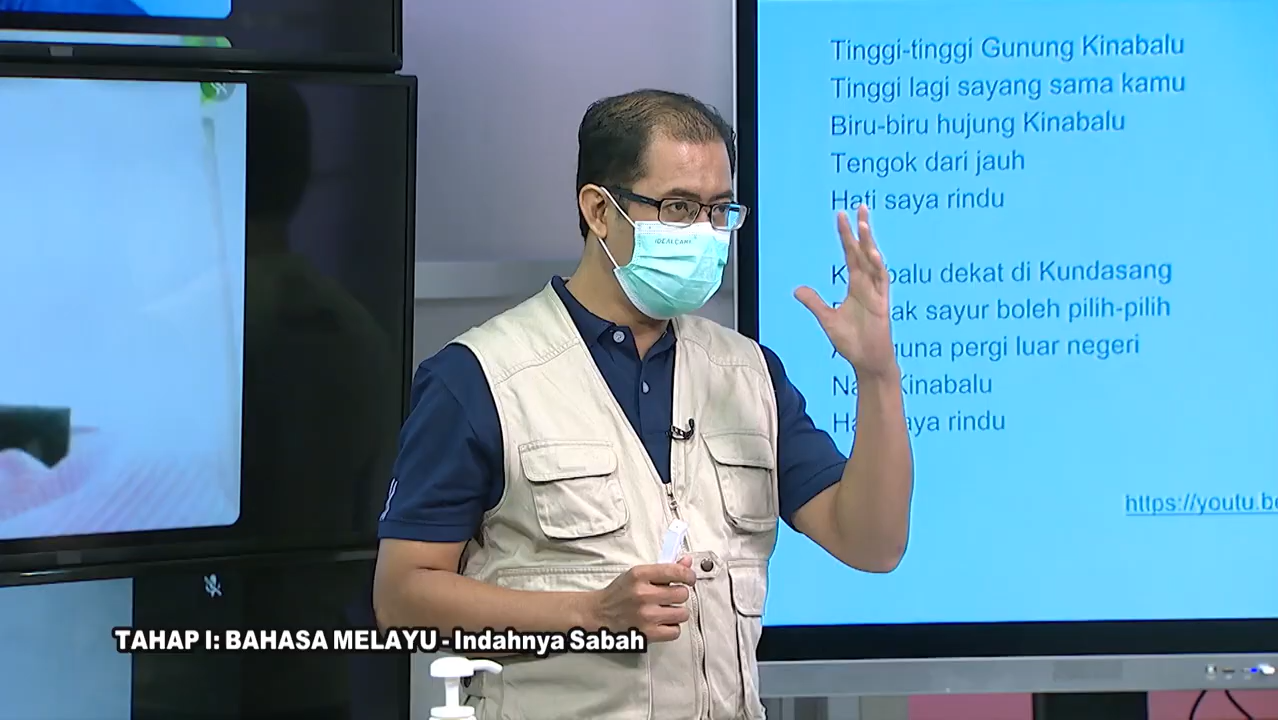 Tinggi-tinggi Gunung Kinabalu
Tinggi lagi sayang sama kamu
Biru-biru hujung Kinabalu
Tengok dari jauh
Hati saya rindu
dekat di Kundasang
sayur boleh pilih-pilih
pergi luar negeri
Kinabalu
rindu
https://youtu.be
IDEALCARE
TAHAP I: BAHASA MELAYU - Indahnya Sabah